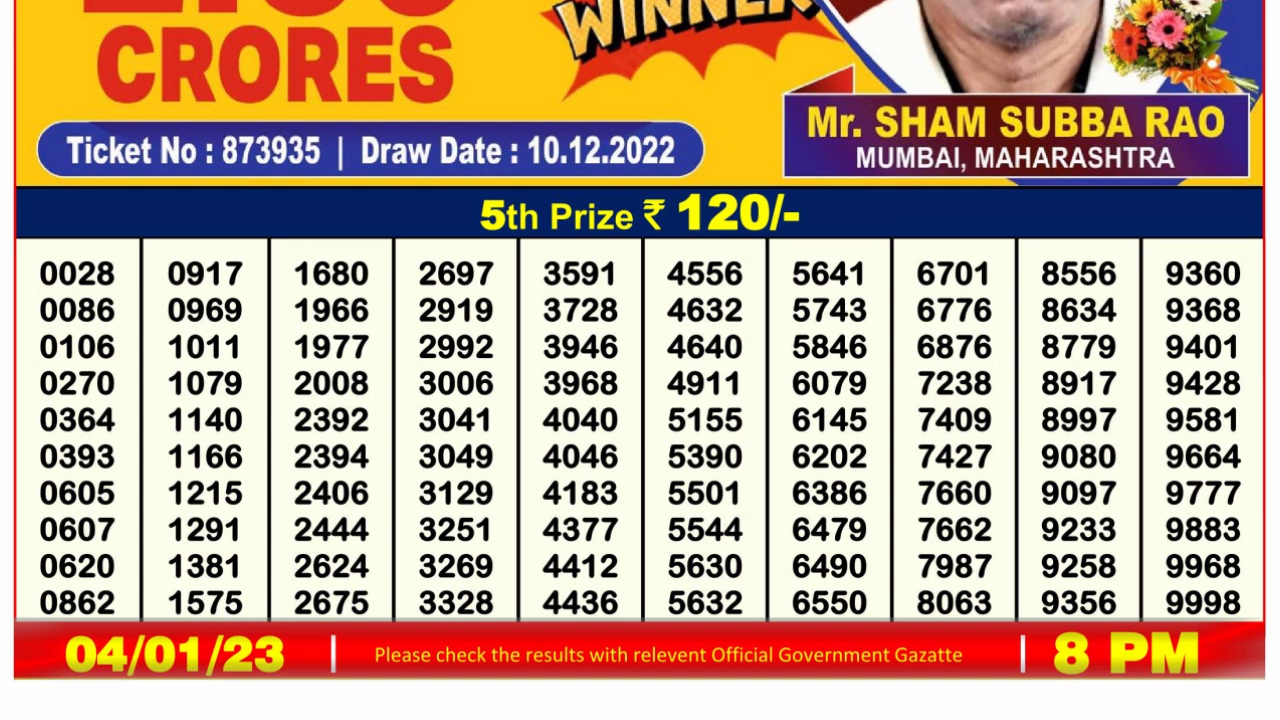 CRORES
WINNER
Mr. SHAM SUBBA RAO
MUMBAI, MAHARASHTRA
Ticket No : 873935 | Draw Date : 10.12.2022
5th Prize ₹ 120/-
0028 0917 1680 2697 3591 4556 5641 6701 8556 9360
0086 0969 1966 2919 3728 4632 5743 6776 8634 9368
0106 1011 1977 2992 3946 4640 5846 6876 8779 9401
0270 1079 2008 3006 3968 4911 6079 7238 8917 9428
0364 1140 2392 3041 4040 5155 6145 7409 8997 9581
0393 1166 2394 3049 4046 5390 6202 7427 9080 9664
0605 1215 2406 3129 4183 5501 6386 7660 9097 9777
0607 1291 2444 3251 4377 5544 6479 7662 9233 9883
0620 1381 2624 3269 4412 5630 6490 7987 9258 9968
0862 1575 2675 3328 4436 5632 6550 8063 9356 9998
04/01/23 | Please check the results with relevent Official Government Gazatte | 8 PM